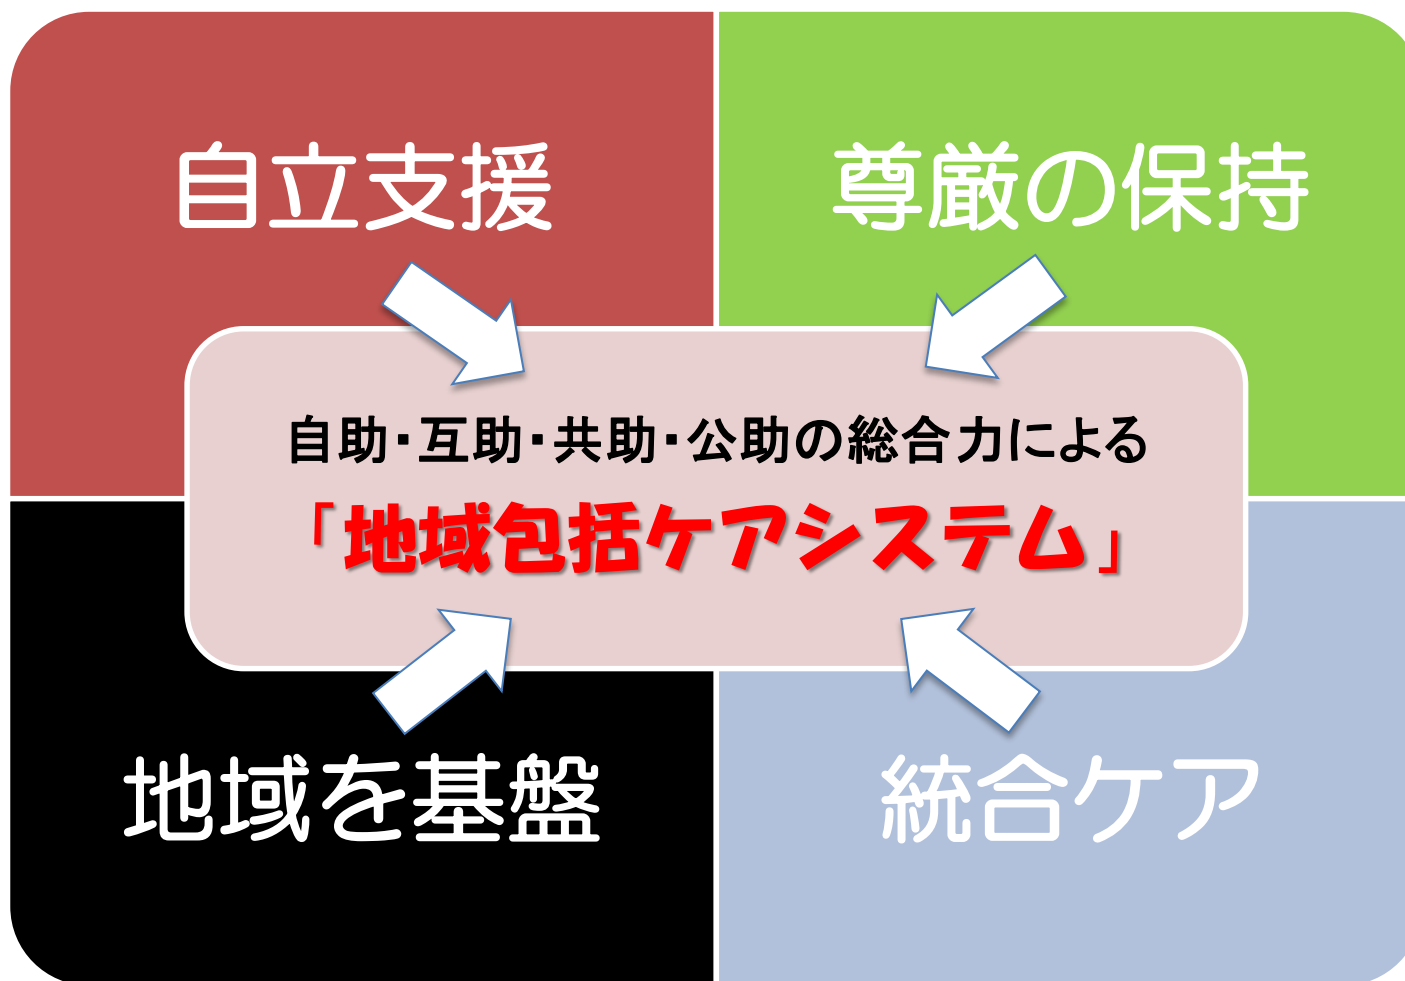 自立支援
尊厳の保持
自助・互助・共助・公助の総合力による
「地域包括ケアシステム」
地域を基盤
統合ケア